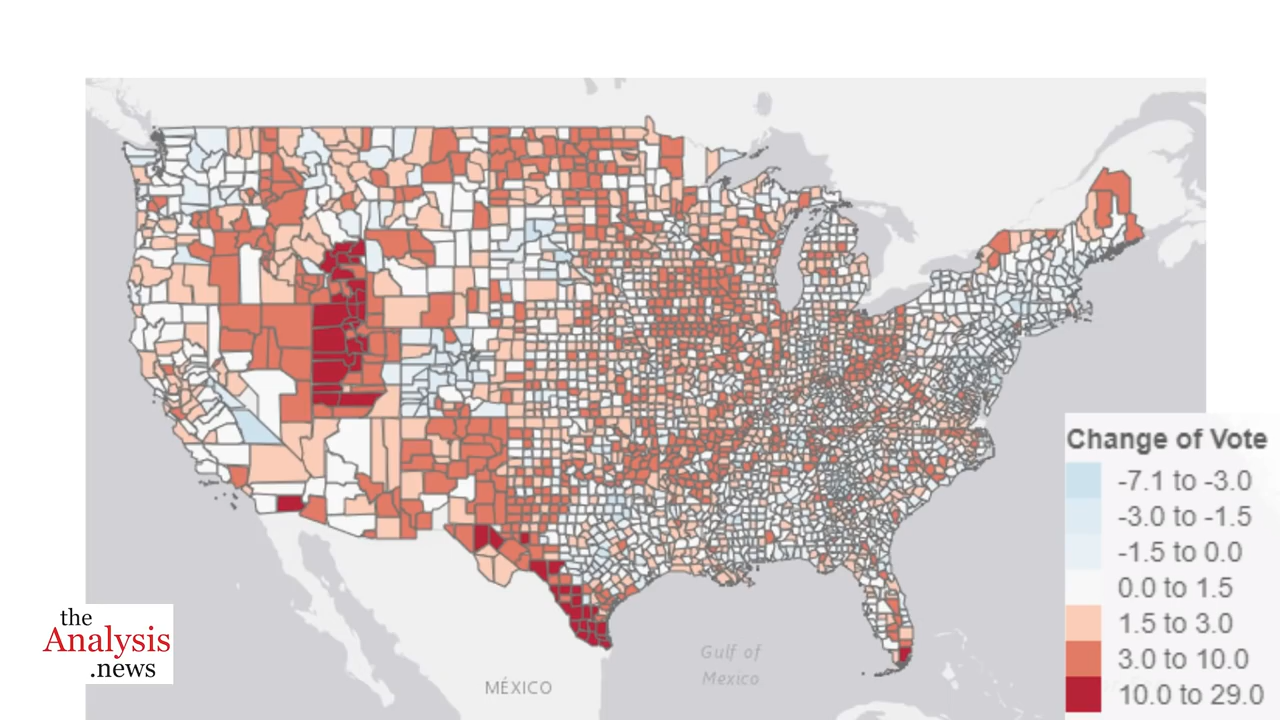 Gulf of
Mexico
MÉXICO
the
Analysis
.news
Change of Vote
-7.1 to -3.0
-3.0 to -1.5
-1.5 to 0.0
0.0 to 1.5
1.5 to 3.0
3.0 to 10.0
10.0 to 29.0